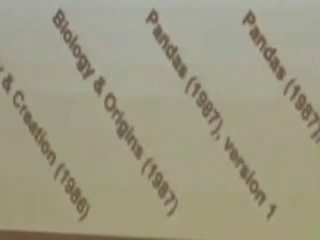 & Creation (1986)
Biology & Origins (1987)
Pandas (1987), version 1
Pandas (1987),